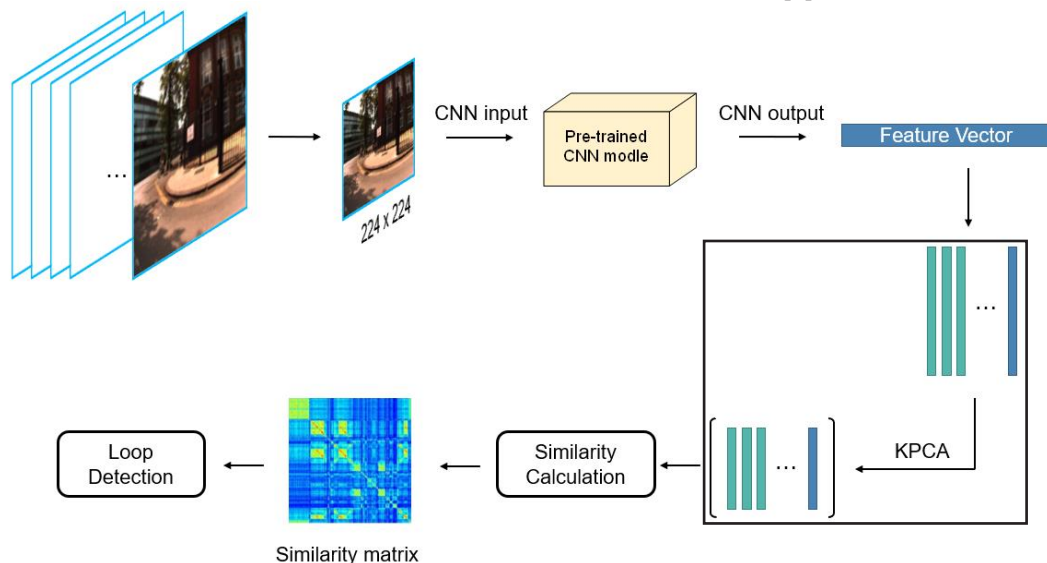 ...
224 x 224
CNN input
Pre-trained
CNN modle
CNN output
Feature Vector
...
KPCA
...
Similarity
Calculation
Similarity matrix
Loop
Detection